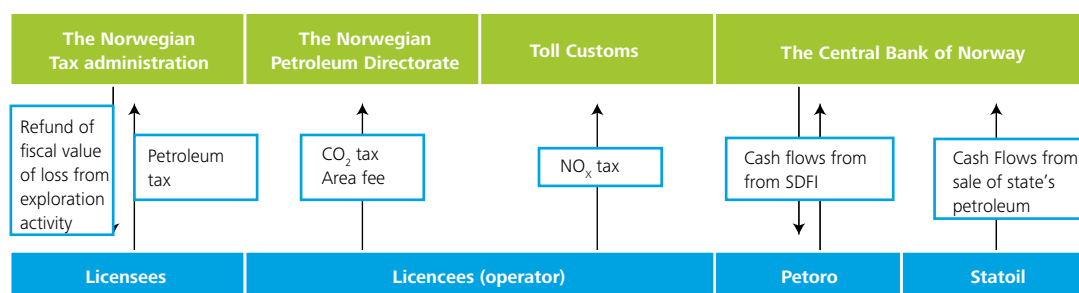 The Norwegian
Tax administration
The Norwegian
Petroleum Directorate
Toll Customs
The Central Bank of Norway
Refund of
fiscal value
of loss from
exploration
activity
Petroleum
tax
CO₂ tax
Area fee
NOₓ tax
Cash flows from
from SDFI
Cash Flows from
sale of state's
petroleum
Licensees
Licencees (operator)
Petoro
Statoil